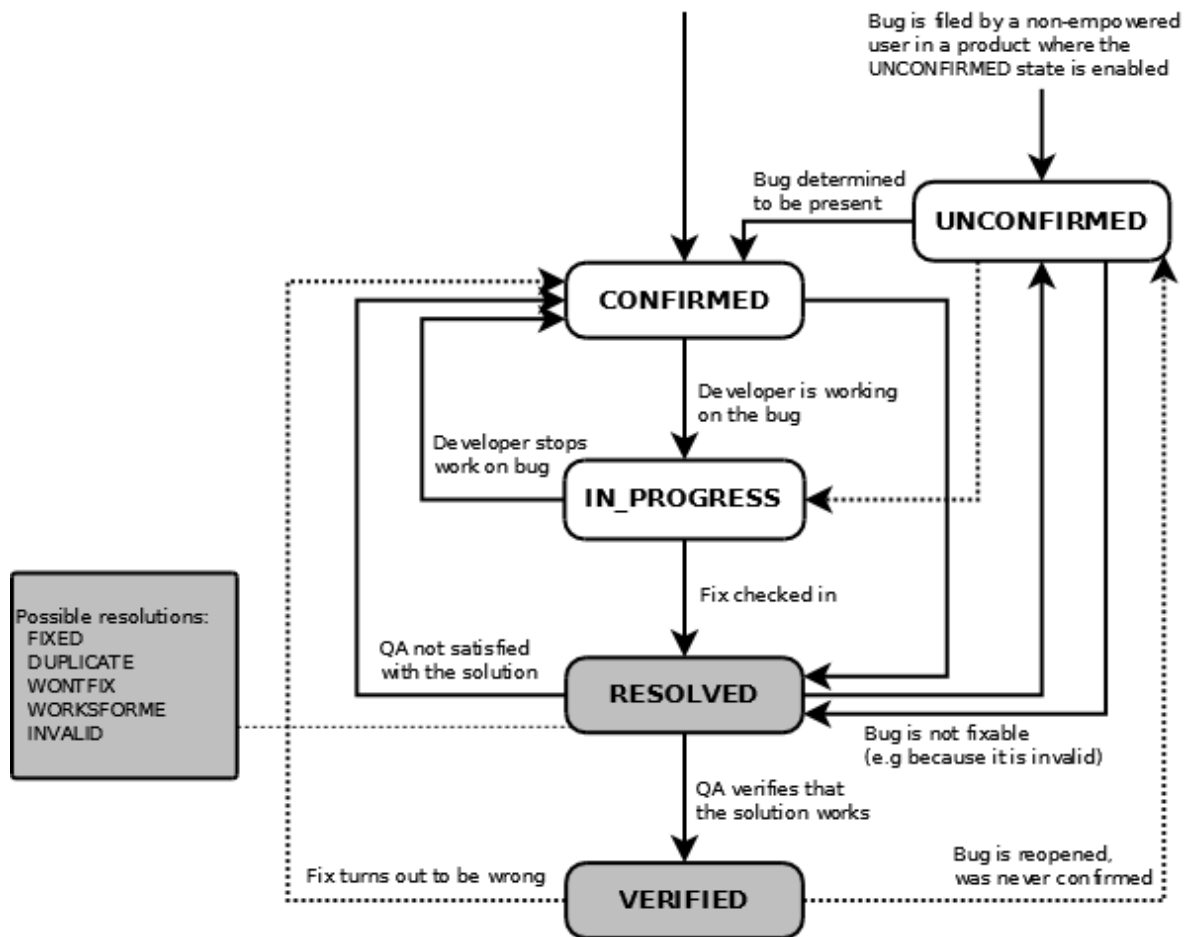 Bug is filed by a non-empowered
user in a product where the
UNCONFIRMED state is enabled
Bug determined
to be present
UNCONFIRMED
CONFIRMED
Developer is working
on the bug
Developer stops
work on bug
IN_PROGRESS
Possible resolutions:
FIXED
DUPLICATE
WONTFIX
WORKSFORME
INVALID
Fix checked in
QA not satisfied
with the solution
RESOLVED
Bug is not fixable
(e.g because it is invalid)
QA verifies that
the solution works
Bug is reopened,
was never confirmed
Fix turns out to be wrong
VERIFIED